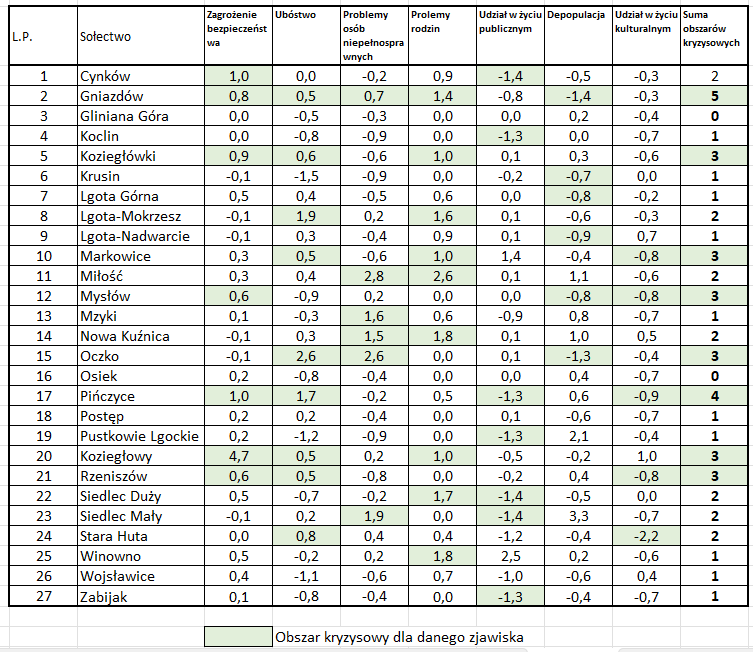 L.P. Sołectwo Zagrożenie bezpieczeńst wa Ubóstwo Problemy osób niepełnospra wnych Prolemy rodzin Udział w życiu publicznym Depopulacja Udział w życiu kulturalnym Suma obszarów kryzysowych
1 Cynków 1,0 0,0 -0,2 0,9 -1,4 -0,5 -0,3 2
2 Gniazdów 0,8 0,5 0,7 1,4 -0,8 -1,4 -0,3 5
3 Gliniana Góra 0,0 -0,5 -0,3 0,0 0,0 0,2 -0,4 0
4 Koclin 0,0 -0,8 -0,9 0,0 -1,3 0,0 -0,7 1
5 Koziegłówki 0,9 0,6 -0,6 1,0 0,1 0,3 -0,6 3
6 Krusin -0,1 -1,5 -0,9 0,0 -0,2 -0,7 0,0 1
7 Lgota Górna 0,5 0,4 -0,5 0,6 0,0 -0,8 -0,2 1
8 Lgota-Mokrzesz -0,1 1,9 0,2 1,6 0,1 -0,6 -0,3 2
9 Lgota-Nadwarcie -0,1 0,3 -0,4 0,9 0,1 -0,9 0,7 1
10 Markowice 0,3 0,5 -0,6 1,0 1,4 -0,4 -0,8 3
11 Miłość 0,3 0,4 2,8 2,6 0,1 1,1 -0,6 2
12 Mysłów 0,6 -0,9 0,2 0,0 0,0 -0,8 -0,8 3
13 Mzyki 0,1 -0,3 1,6 0,6 -0,9 0,8 -0,7 1
14 Nowa Kuźnica -0,1 0,3 1,5 1,8 0,1 1,0 0,5 2
15 Oczko -0,1 2,6 2,6 0,0 0,1 -1,3 -0,4 3
16 Osiek 0,2 -0,8 -0,4 0,0 0,0 0,4 -0,7 0
17 Pińczyce 1,0 1,7 -0,2 0,5 -1,3 0,6 -0,9 4
18 Postęp 0,2 0,2 -0,4 0,0 0,1 -0,6 -0,7 1
19 Pustkowie Lgockie 0,2 -1,2 -0,9 0,0 -1,3 2,1 -0,4 1
20 Koziegłowy 4,7 0,5 0,2 1,0 -0,5 -0,2 1,0 3
21 Rzeniszów 0,6 0,5 -0,8 0,0 -0,2 0,4 -0,8 3
22 Siedlec Duży 0,5 -0,7 -0,2 1,7 -1,4 -0,5 0,0 2
23 Siedlec Mały -0,1 0,2 1,9 0,0 -1,4 3,3 -0,7 2
24 Stara Huta 0,0 0,8 0,4 0,4 -1,2 -0,4 -2,2 2
25 Winowno 0,5 -0,2 0,2 1,8 2,5 0,2 -0,6 1
26 Wojsławice 0,4 -1,1 -0,6 0,7 -1,0 -0,6 0,4 1
27 Zabijak 0,1 -0,8 -0,4 0,0 -1,3 -0,4 -0,7 1
Obszar kryzysowy dla danego zjawiska